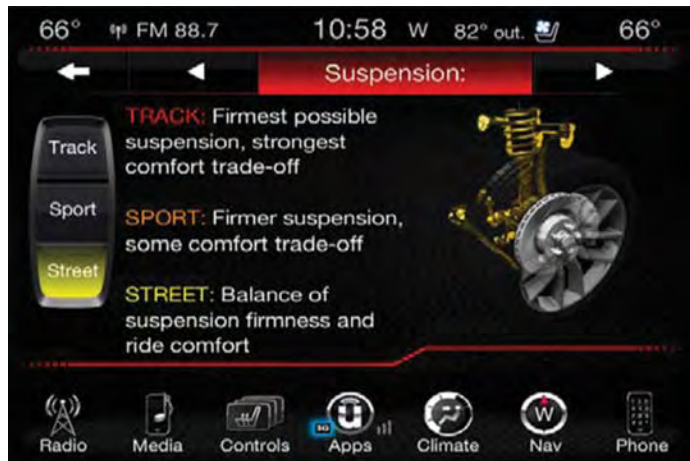 66° FM 88.7 10:58 W 82° out. 66°
Suspension:
Track
Sport
Street
TRACK: Firmest possible
suspension, strongest
comfort trade-off
SPORT: Firmer suspension,
some comfort trade-off
STREET: Balance of
suspension firmness and
ride comfort
3G
W
Radio Media Controls Apps Climate Nav Phone